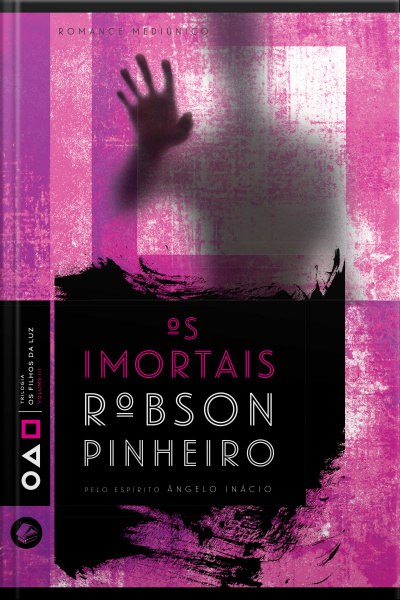 ROMANCE MEDIÚNICO
ºS
IMORTAIS
RºBSON
PINHEIRO
PELO ESPÍRITO ÂNGELO INÁCIO
TRILOGIA
OS FILHOS DA LUZ